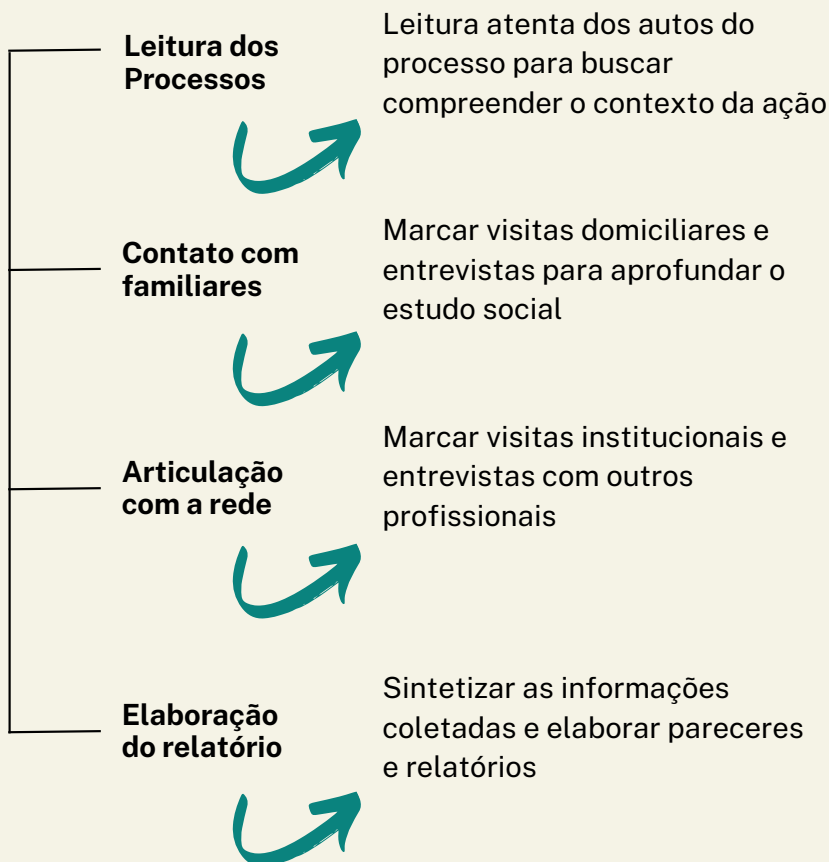 Leitura dos
Processos
Leitura atenta dos autos do
processo para buscar
compreender o contexto da ação
Contato com
familiares
Marcar visitas domiciliares e
entrevistas para aprofundar o
estudo social
Articulação
com a rede
Marcar visitas institucionais e
entrevistas com outros
profissionais
Elaboração
do relatório
Sintetizar as informações
coletadas e elaborar pareceres
e relatórios